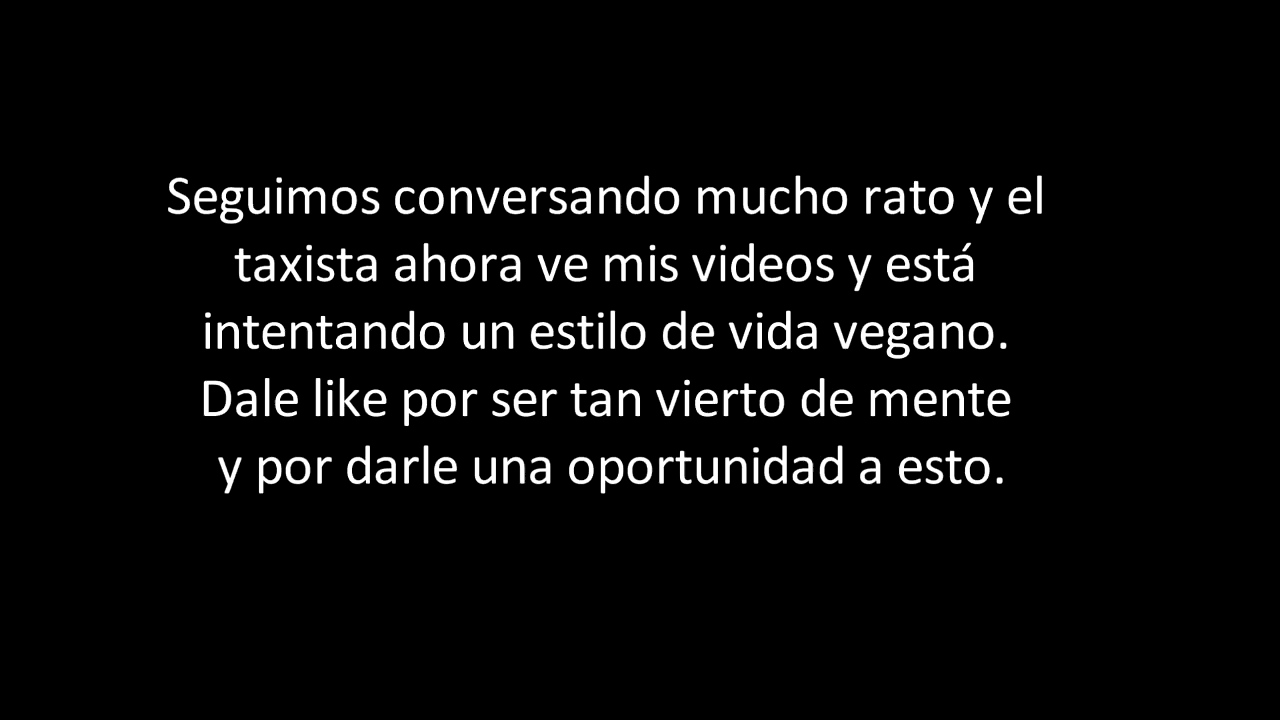 Seguimos conversando mucho rato y el
taxista ahora ve mis videos y está
intentando un estilo de vida vegano.
Dale like por ser tan vierto de mente
y por darle una oportunidad a esto.